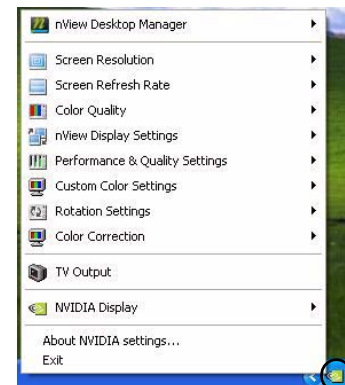 nView Desktop Manager
Screen Resolution
Screen Refresh Rate
Color Quality
nView Display Settings
Performance & Quality Settings
Custom Color Settings
Rotation Settings
Color Correction
TV Output
NVIDIA Display
About NVIDIA settings...
Exit